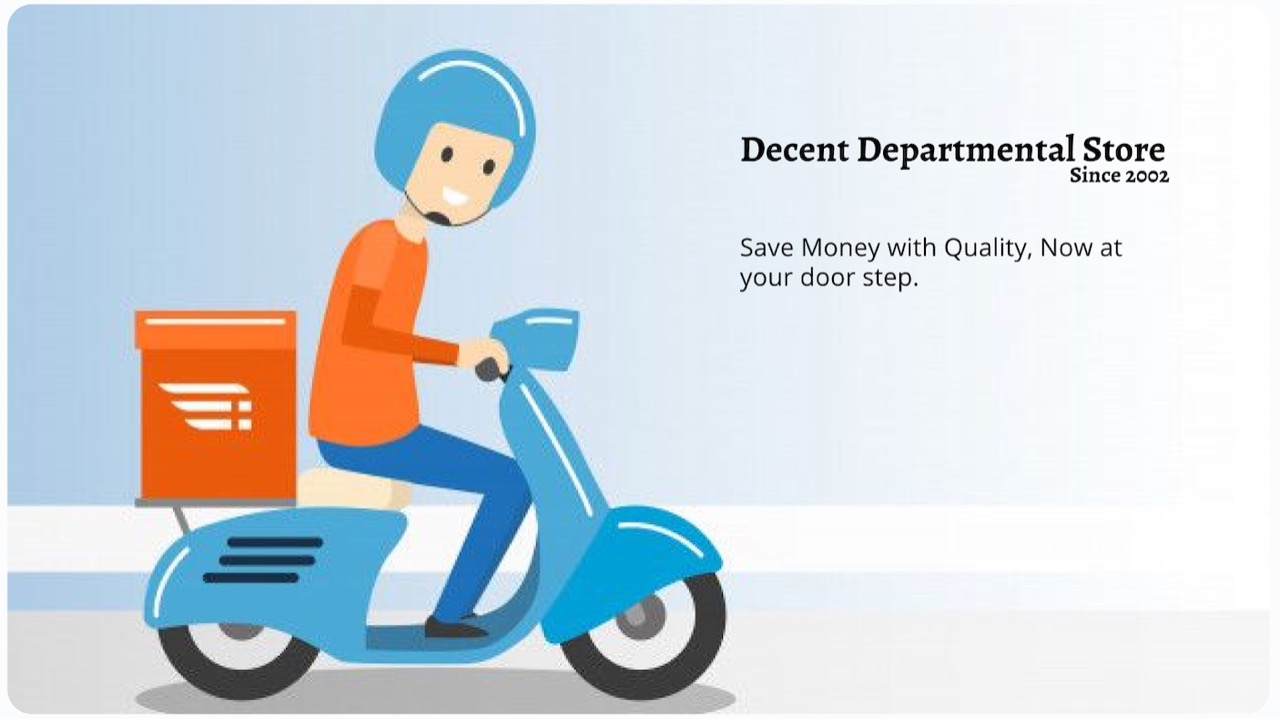 Decent Departmental Store
Since 2002
Save Money with Quality, Now at
your door step.